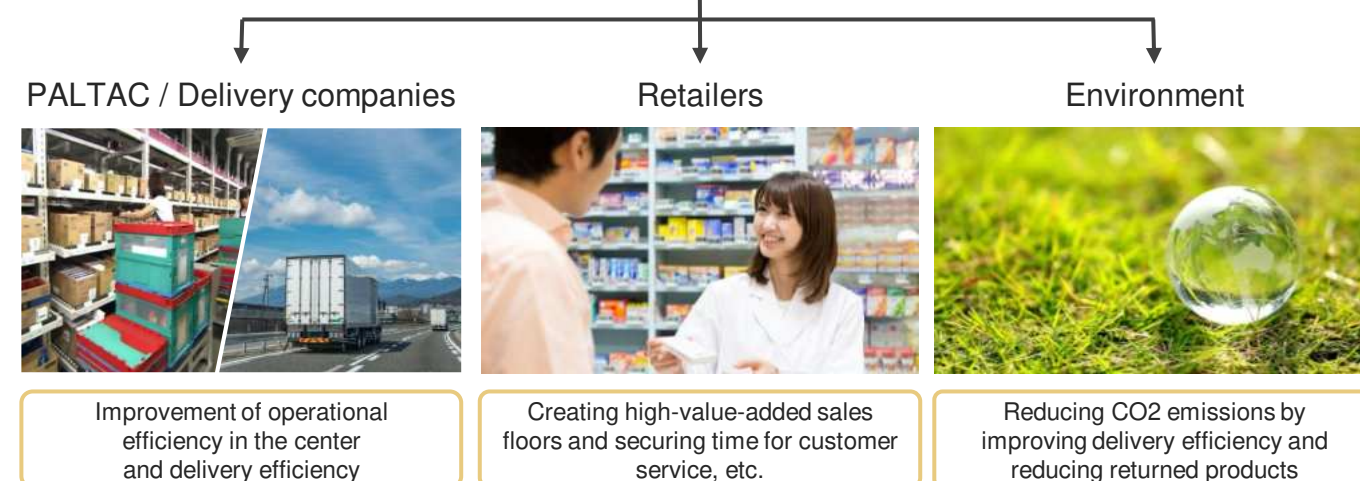 PALTAC / Delivery companies
Retailers
Environment
Improvement of operational
efficiency in the center
and delivery efficiency
Creating high-value-added sales
floors and securing time for customer
service, etc.
Reducing CO2 emissions by
improving delivery efficiency and
reducing returned products